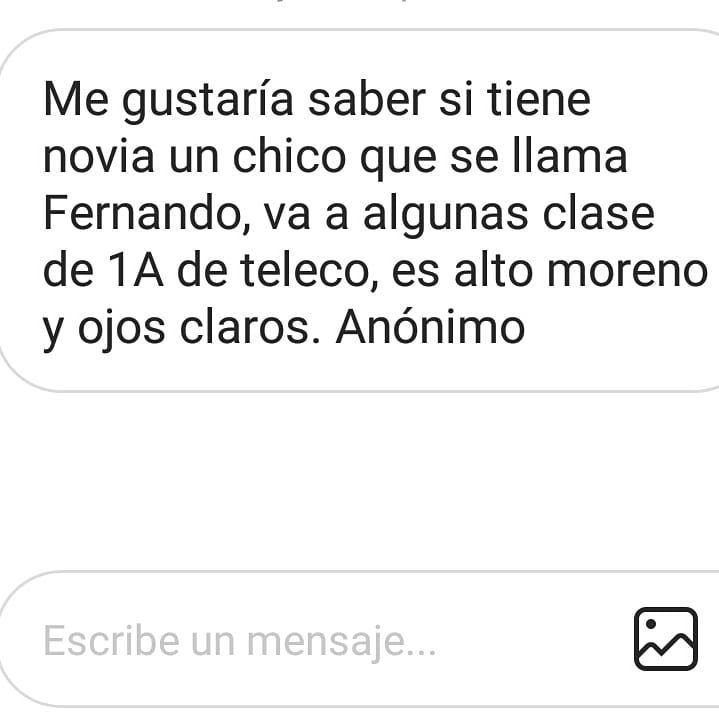 Me gustaría saber si tiene
novia un chico que se llama
Fernando, va a algunas clase
de 1A de teleco, es alto moreno
y ojos claros. Anónimo
Escribe un mensaje...